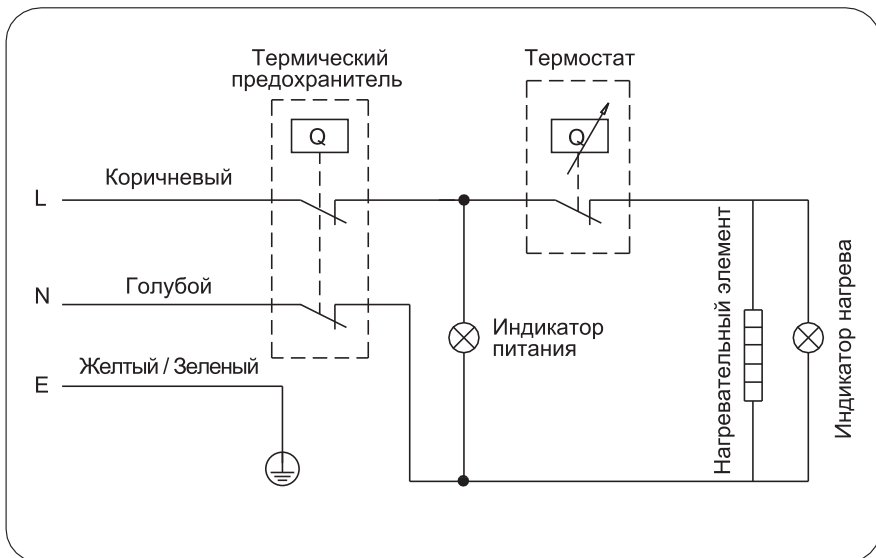 Термический
предохранитель
Термостат
Q
Q
L
Коричневый
N
Голубой
E
Желтый / Зеленый
Индикатор
питания
Нагревательный элемент
Индикатор нагрева